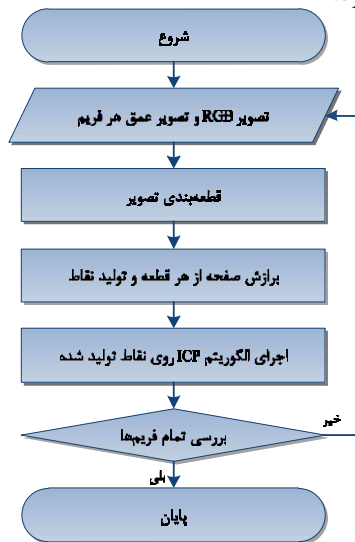 شروع
تصویر RGB و تصویر عمق هر فریم
قطعه‌بندی تصویر
برازش صفحه از هر قطعه و تولید نقاط
اجرای الگوریتم ICP روی نقاط تولید شده
بررسی تمام فریم‌ها
خیر
بلی
پایان